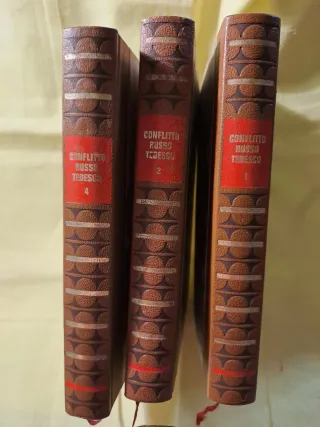 CONFLITTO
RUSSO
TEDESCO
4
CONFLITTO
RUSSO
TEDESCO
2
CONFLITTO
RUSSO
TEDESCO
1